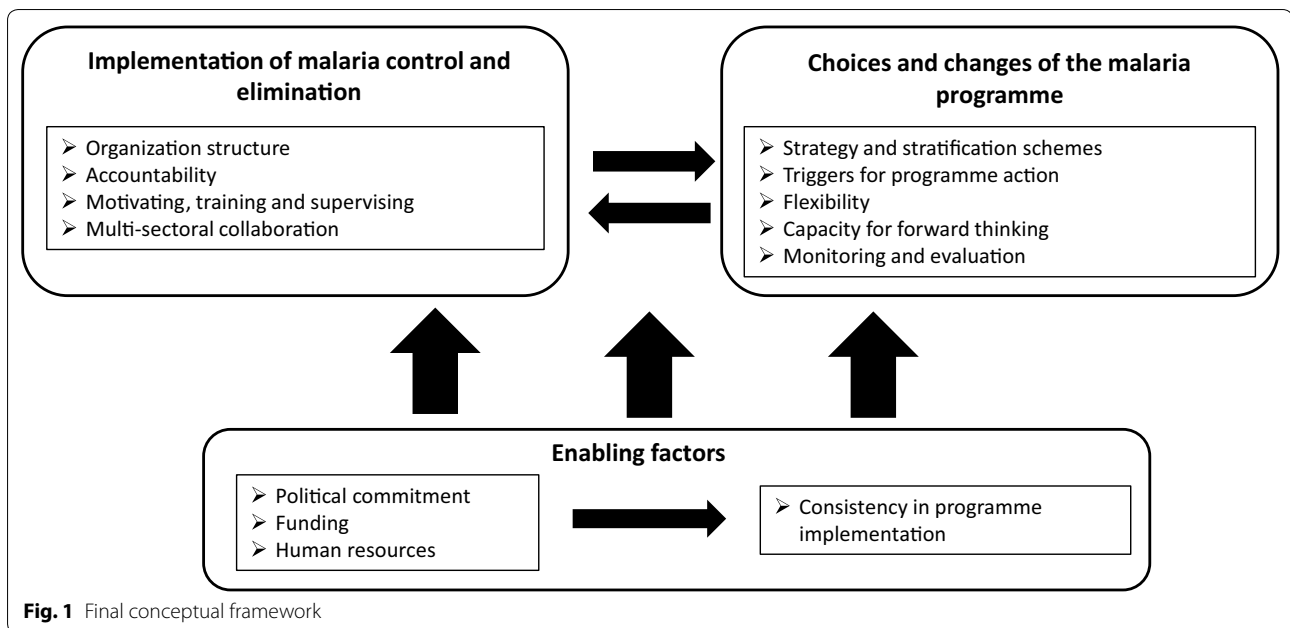 Implementation of malaria control and
elimination
➢ Organization structure
➢ Accountability
➢ Motivating, training and supervising
➢ Multi-sectoral collaboration
Choices and changes of the malaria
programme
➢ Strategy and stratification schemes
➢ Triggers for programme action
➢ Flexibility
➢ Capacity for forward thinking
➢ Monitoring and evaluation
Enabling factors
➢ Political commitment
➢ Funding
➢ Human resources
➢ Consistency in programme
implementation
Fig. 1 Final conceptual framework